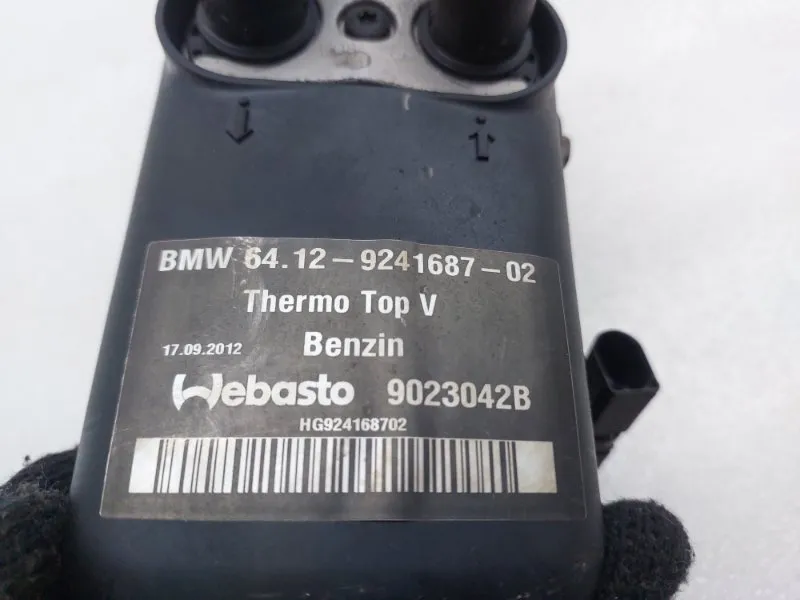 BMW 64.12-9241687-02
Thermo Top V
17.09.2012 Benzin
Webasto 9023042B
HG924168702